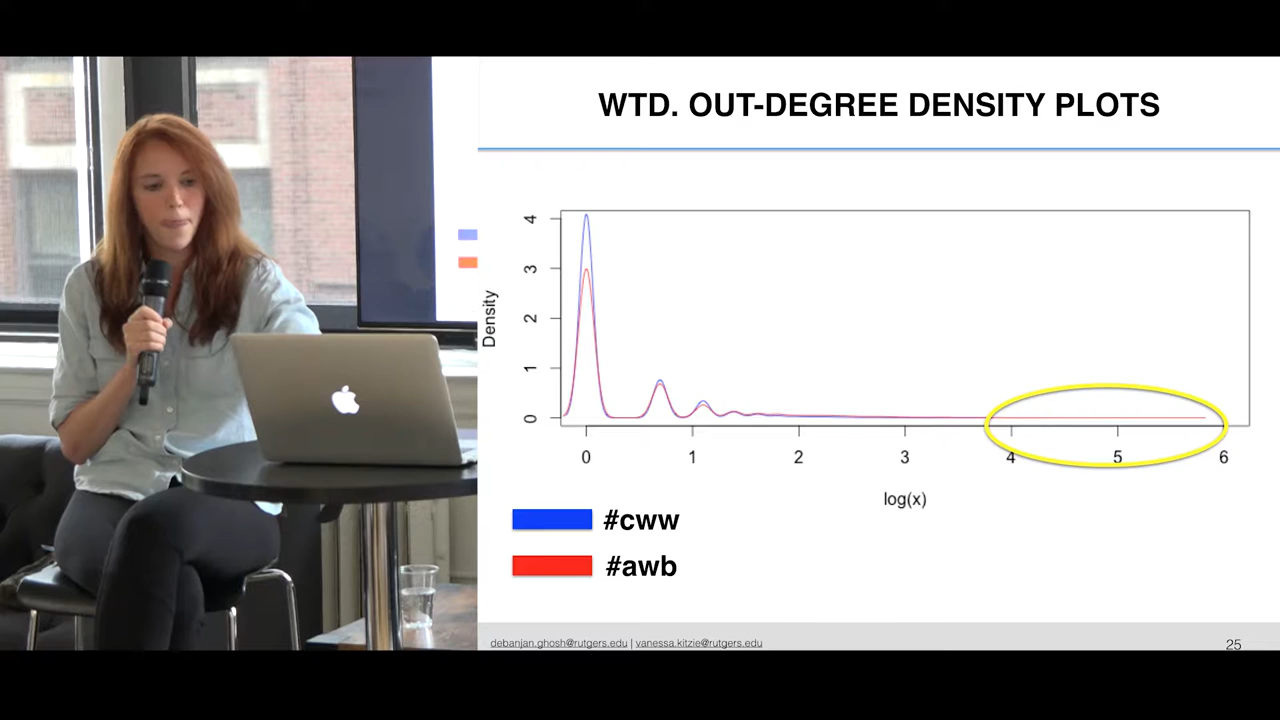 WTD. OUT-DEGREE DENSITY PLOTS
4
3
2
1
0
Density
0 1 2 3 4 5 6
log(x)
#cww
#awb
debanjan.ghosh@rutgers.edu | vanessa.kitzie@rutgers.edu
25